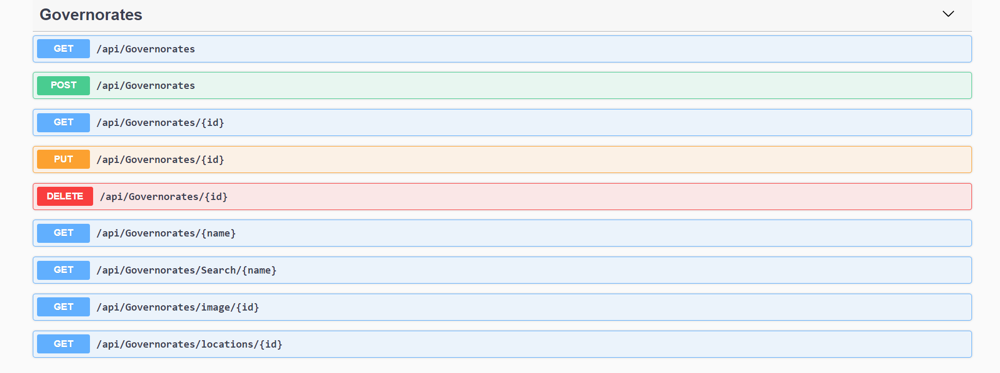 Governorates
GET /api/Governorates
POST /api/Governorates
GET /api/Governorates/{id}
PUT /api/Governorates/{id}
DELETE /api/Governorates/{id}
GET /api/Governorates/{name}
GET /api/Governorates/Search/{name}
GET /api/Governorates/image/{id}
GET /api/Governorates/locations/{id}